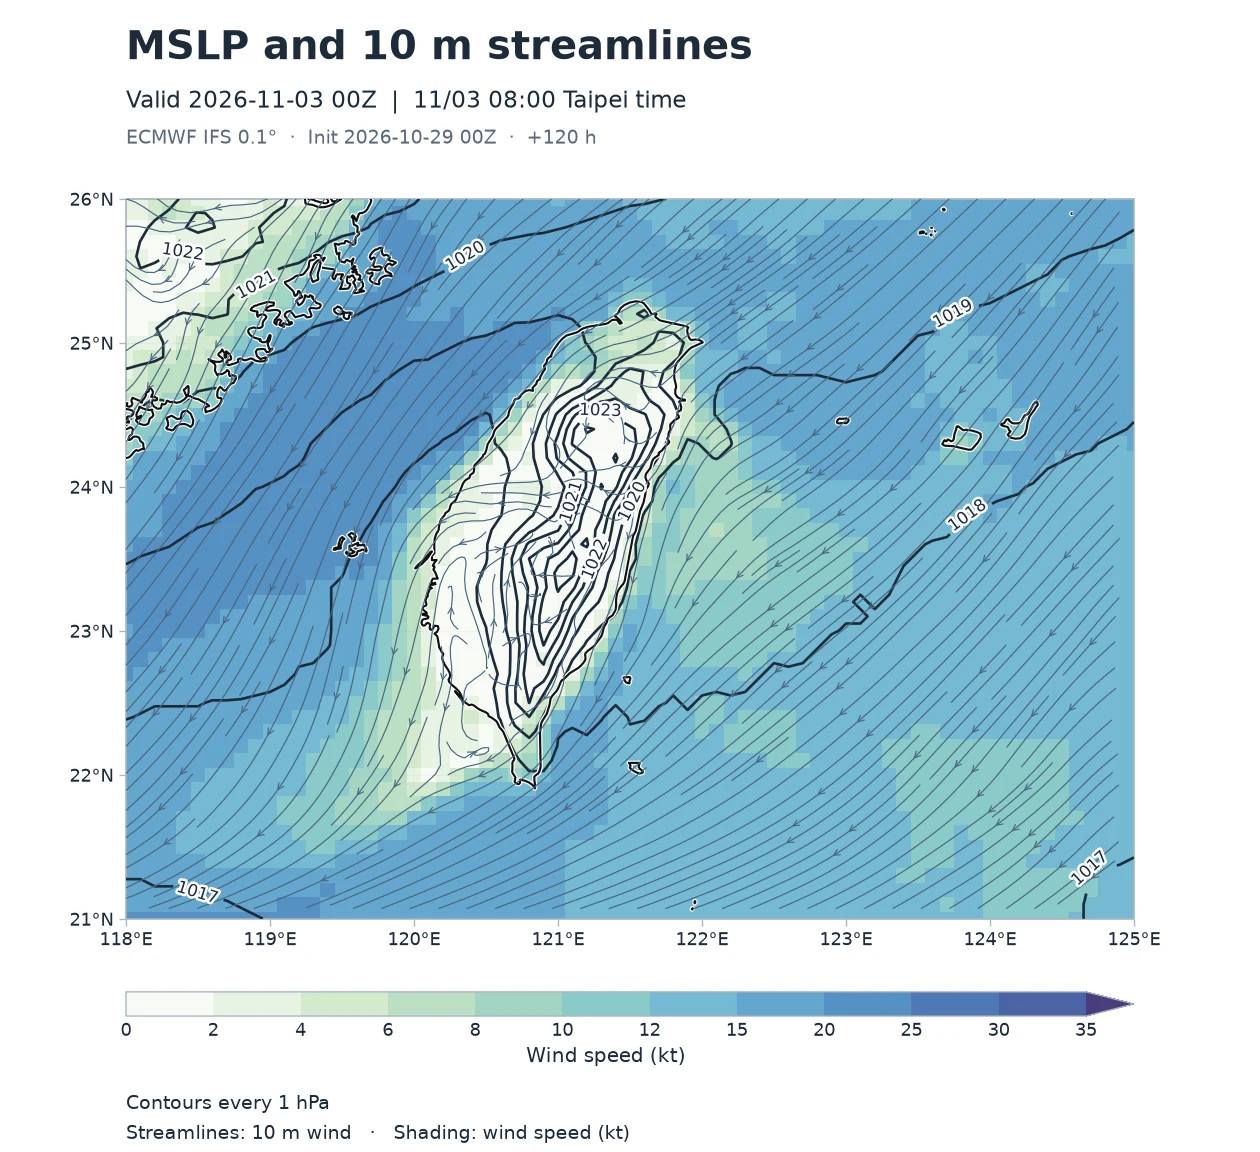 MSLP and 10 m streamlines
Valid 2026-11-03 00Z | 11/03 08:00 Taipei time
ECMWF IFS 0.1° · Init 2026-10-29 00Z · +120 h
26°N
1022
1021
1020
1019
25°N
1023
24°N
1021
1020
1018
1022
23°N
22°N
1017
1017
21°N
118°E 119°E 120°E 121°E 122°E 123°E 124°E 125°E
0 2 4 6 8 10 12 15 20 25 30 35
Wind speed (kt)
Contours every 1 hPa
Streamlines: 10 m wind · Shading: wind speed (kt)